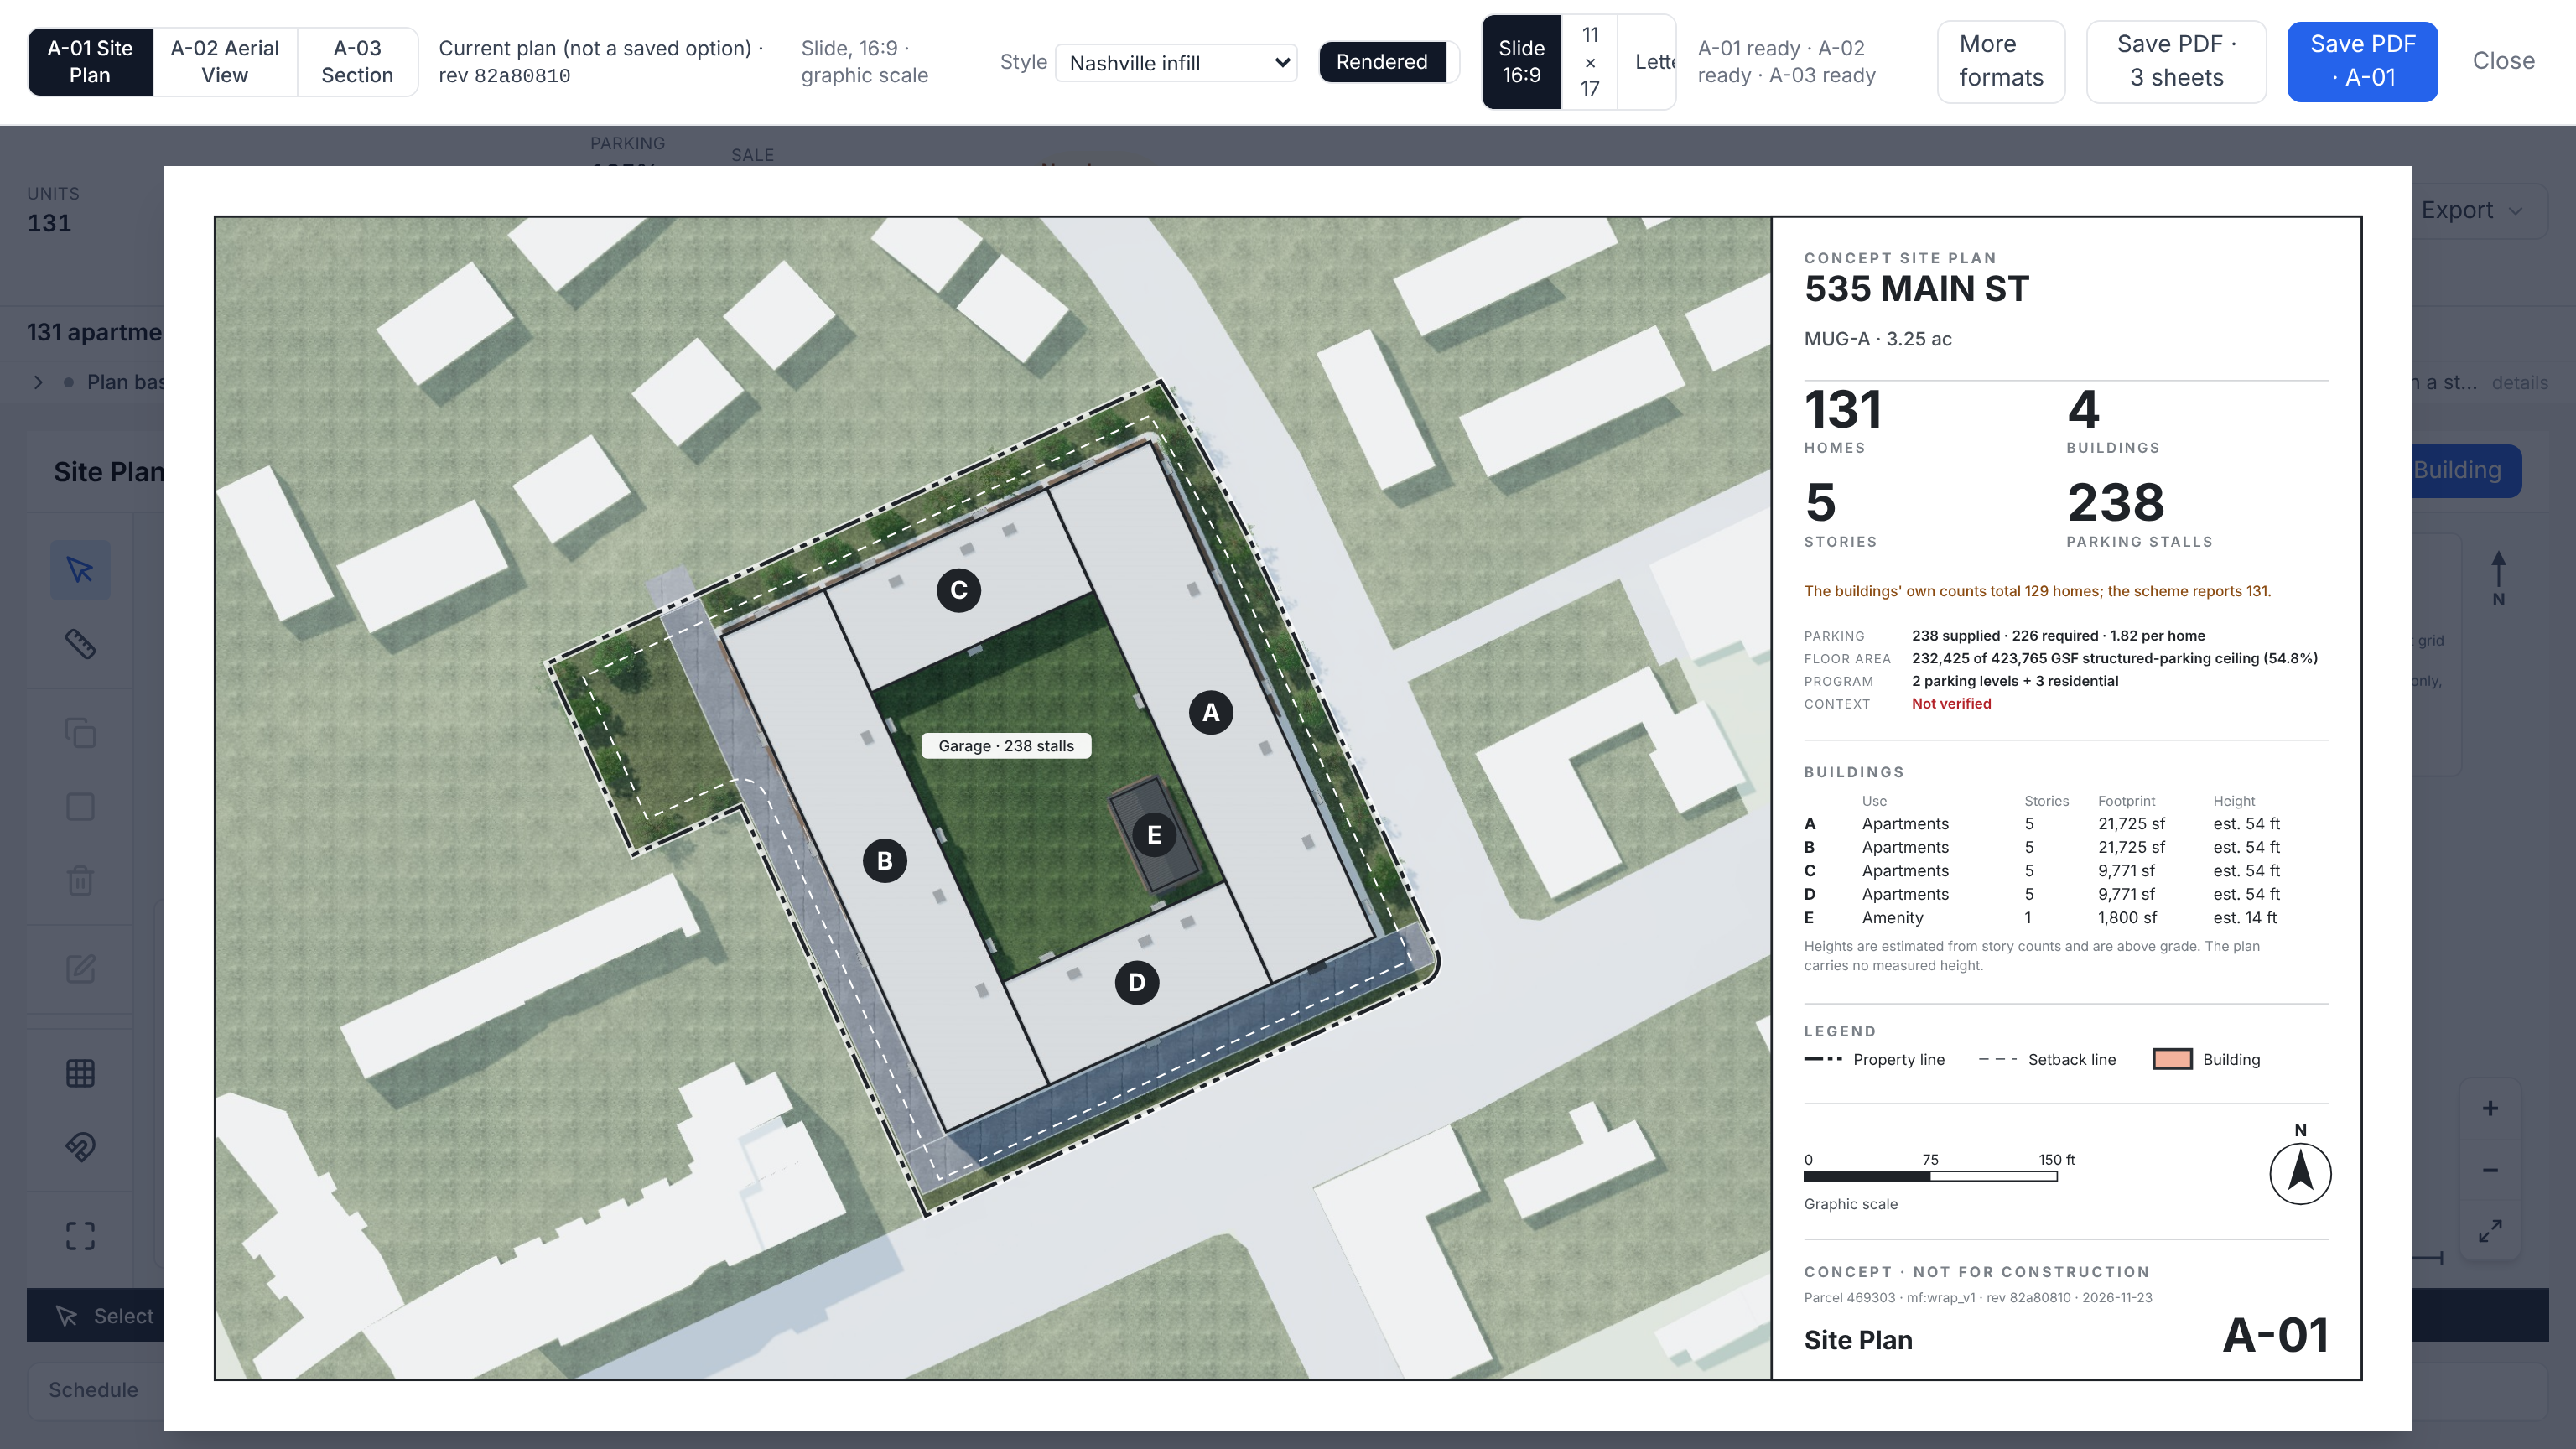 A-01 Site
Plan
A-02 Aerial
View
A-03
Section
Current plan (not a saved option) ·
rev 82a80810
Slide, 16:9 ·
graphic scale
Style
Nashville infill
Rendered
Slide
16:9
11
×
17
Lette
A-01 ready · A-02
ready · A-03 ready
More
formats
Save PDF ·
3 sheets
Save PDF
· A-01
Close
PARKING
SALE
UNITS
131
Export
131 apartme
Plan bas
n a st...
details
Site Plan
Building
N
t grid
only,
Select
Schedule
C
A
Garage · 238 stalls
E
B
D
CONCEPT SITE PLAN
535 MAIN ST
MUG-A · 3.25 ac
131
HOMES
4
BUILDINGS
5
STORIES
238
PARKING STALLS
The buildings' own counts total 129 homes; the scheme reports 131.
PARKING 238 supplied · 226 required · 1.82 per home
FLOOR AREA 232,425 of 423,765 GSF structured-parking ceiling (54.8%)
PROGRAM 2 parking levels + 3 residential
CONTEXT Not verified
BUILDINGS
Use Stories Footprint Height
A Apartments 5 21,725 sf est. 54 ft
B Apartments 5 21,725 sf est. 54 ft
C Apartments 5 9,771 sf est. 54 ft
D Apartments 5 9,771 sf est. 54 ft
E Amenity 1 1,800 sf est. 14 ft
Heights are estimated from story counts and are above grade. The plan
carries no measured height.
LEGEND
Property line Setback line Building
N
0 75 150 ft
Graphic scale
CONCEPT · NOT FOR CONSTRUCTION
Parcel 469303 · mf:wrap_v1 · rev 82a80810 · 2026-11-23
Site Plan A-01